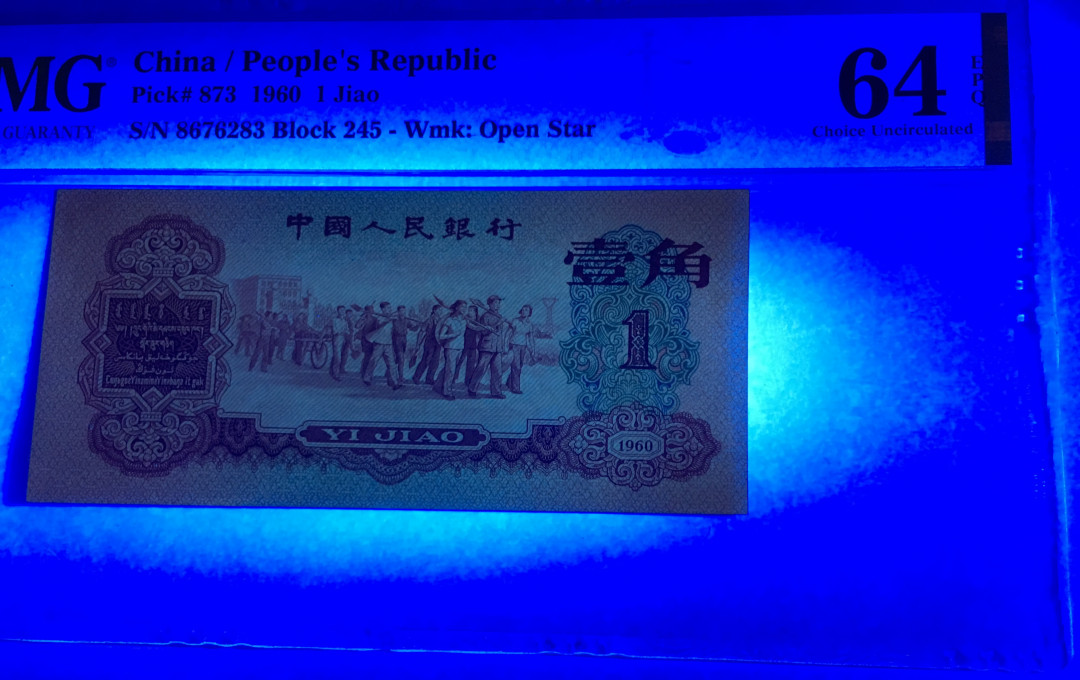 MG
GUARANTY
China / People's Republic
Pick# 873 1960 1 Jiao
S/N 8676283 Block 245 - Wmk: Open Star
64
EPQ
Choice Uncirculated
中國人民銀行
壹角
1
YI JIAO
1960